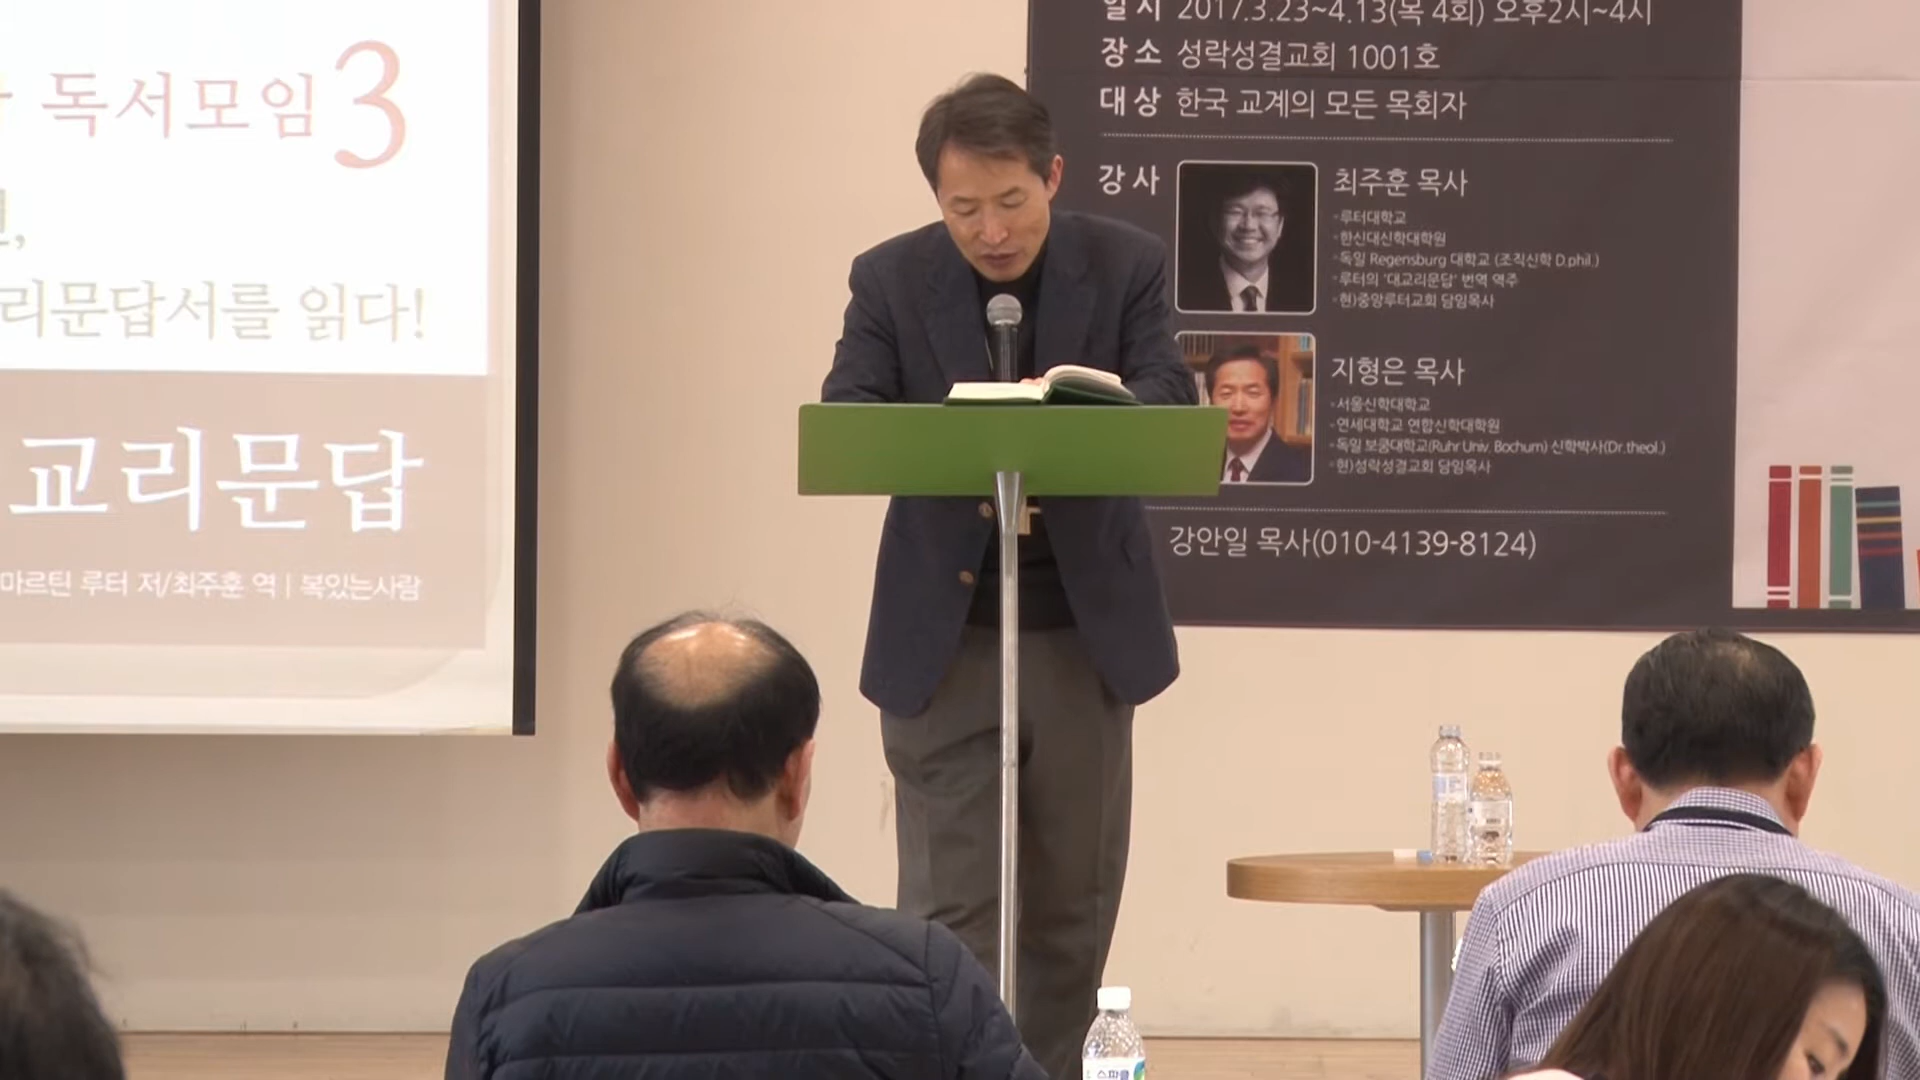 독서모임3
리문답서를 읽다!
교리문답
마르틴 루터 저/최주훈 역 | 복있는사람
일시 2017.3.23~4.13(목 4회) 오후2시~4시
장소 성락성결교회 1001호
대상 한국 교계의 모든 목회자
강사
최주훈 목사
-루터대학교
-한신대신학대학원
-독일 Regensburg 대학교 (조직신학 D.phil.)
-루터의 '대교리문답' 번역 역주
-현)중앙루터교회 담임목사
지형은 목사
-서울신학대학교
-연세대학교 연합신학대학원
-독일 보쿰대학교(Ruhr Univ. Bochum) 신학박사(Dr.theol.)
-현)성락성결교회 담임목사
강안일 목사(010-4139-8124)
스파클